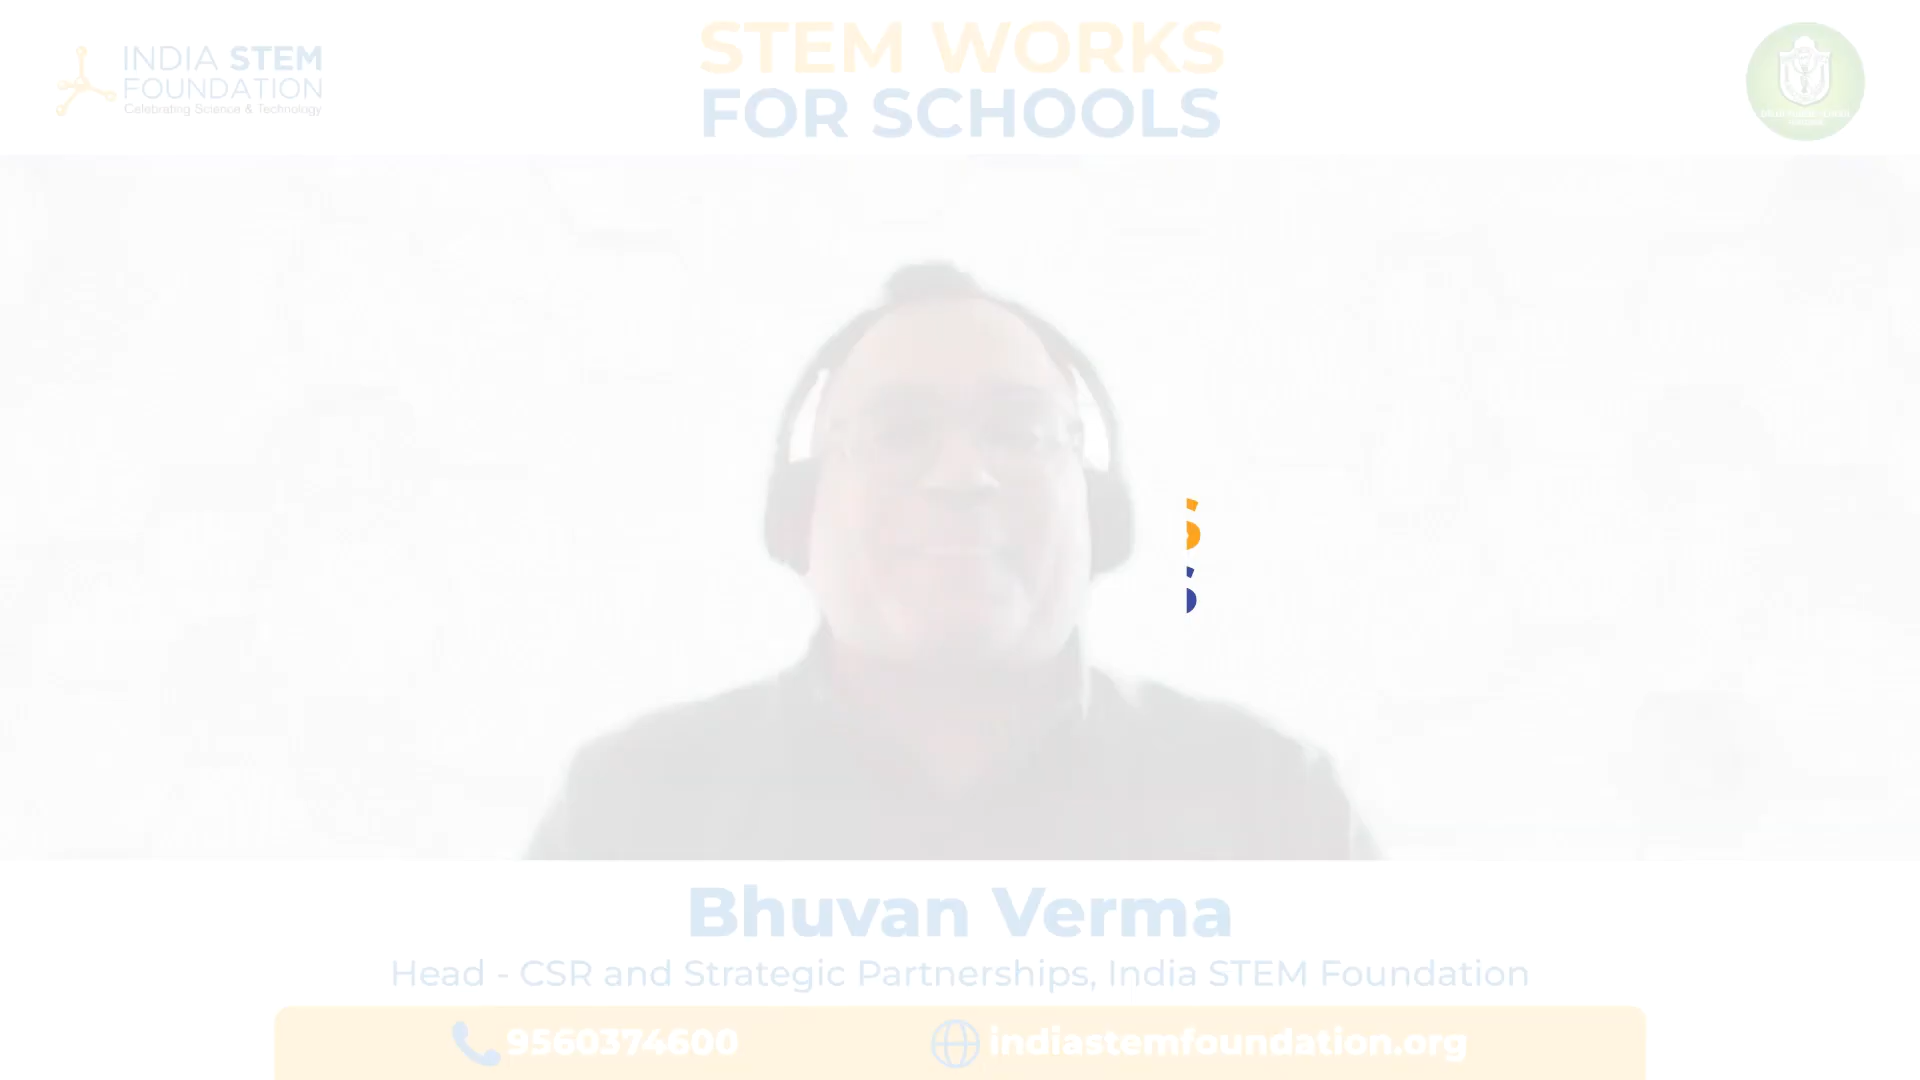 STEM WORKS
FOR SCHOOLS
INDIA STEM
FOUNDATION
Celebrating Science & Technology
S
S
Bhuvan Verma
Head - CSR and Strategic Partnerships, India STEM Foundation
9560374600
indiastemfoundation.org